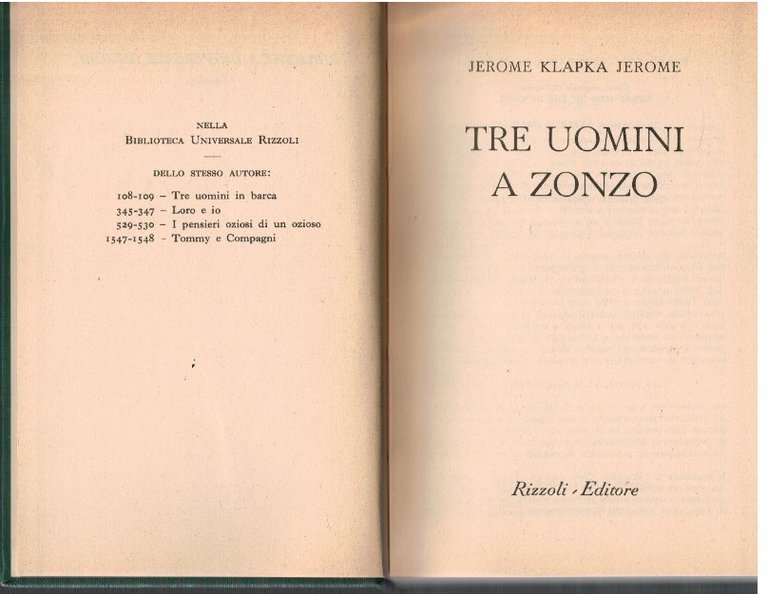 NELLA
BIBLIOTECA UNIVERSALE RIZZOLI
DELLO STESSO AUTORE:
108-109 – Tre uomini in barca
345-347 – Loro e io
529-530 – I pensieri oziosi di un ozioso
1547-1548 – Tommy e Compagni
JEROME KLAPKA JEROME
TRE UOMINI
A ZONZO
Rizzoli - Editore